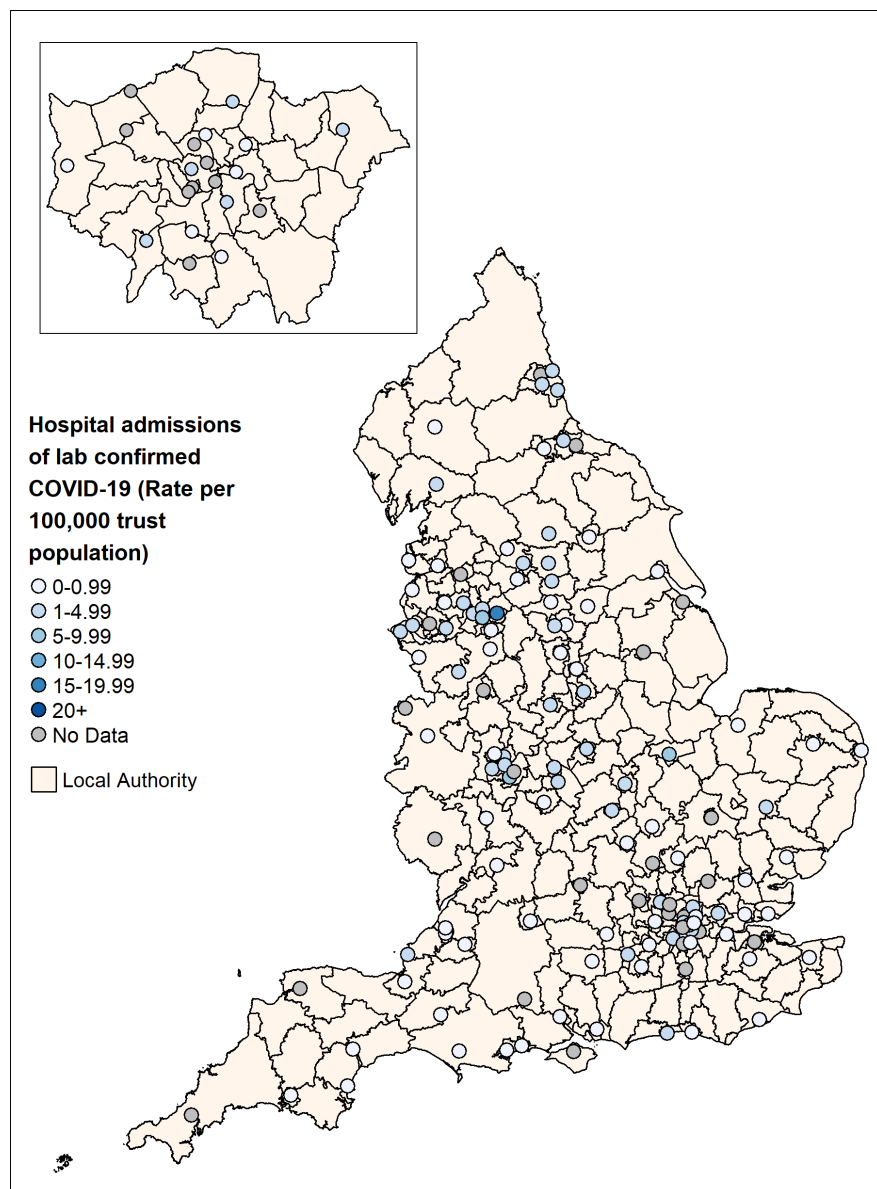 Hospital admissions
of lab confirmed
COVID-19 (Rate per
100,000 trust
population)
0-0.99
1-4.99
5-9.99
10-14.99
15-19.99
20+
No Data
Local Authority